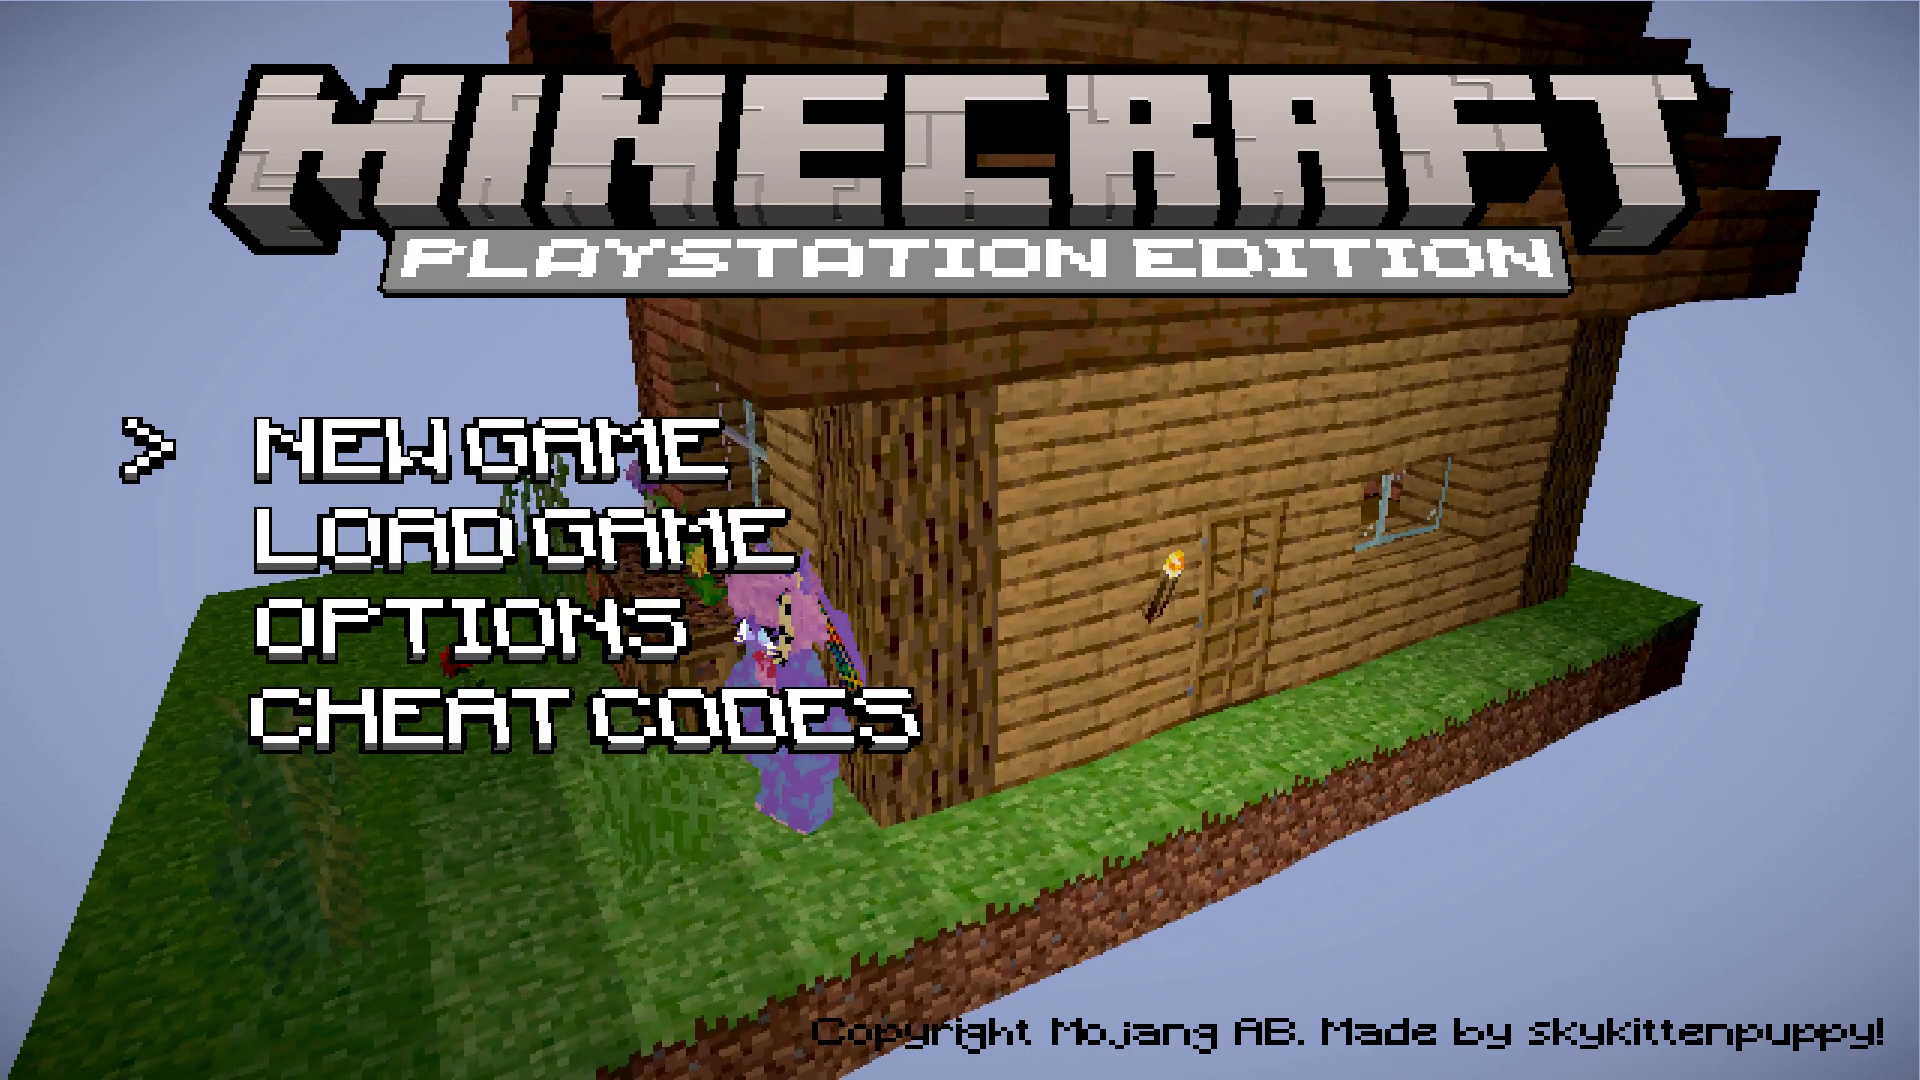 MINECRAFT
PLAYSTATION EDITION
> NEW GAME
LOAD GAME
OPTIONS
CHEAT CODES
Copyright Mojang AB. Made by skykittenpuppy!